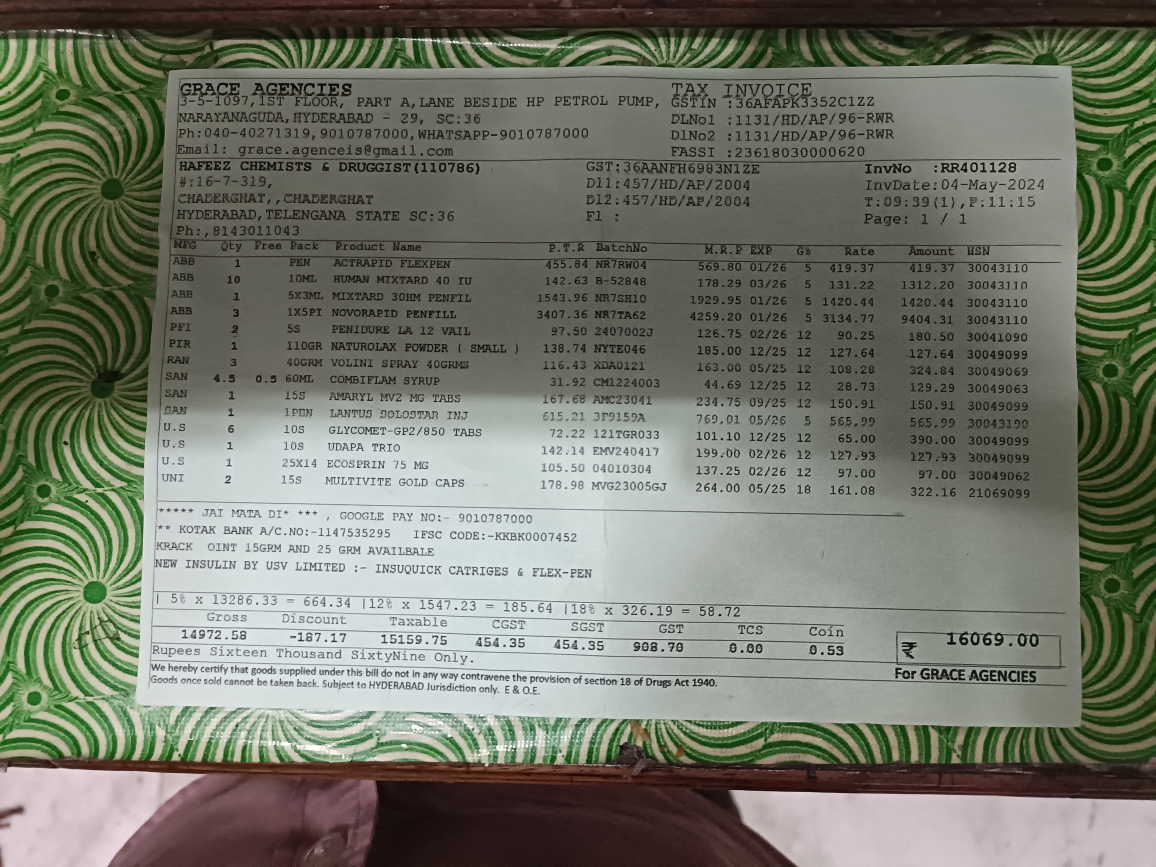 GRACE AGENCIES TAX INVOICE
3-5-1097,1ST FLOOR, PART A,LANE BESIDE HP PETROL PUMP, GSTIN :36AFAPK3352C1ZZ
NARAYANAGUDA,HYDERABAD = 29, SC:36 DLNo1 :1131/HD/AP/96-RWR
Ph:040-40271319,9010787000,WHATSAPP-9010787000 DlNo2 :1131/HD/AP/96-RWR
Email: grace.agenceis@gmail.com FASSI :23618030000620
HAFEEZ CHEMISTS & DRUGGIST(110786) GST:36AANFH6983N1ZE InvNo :RR401128
#:16-7-319, Dl1:457/HD/AP/2004 InvDate:04-May-2024
CHADERGHAT,,CHADERGHAT Dl2:457/HD/AP/2004 T:09:39(1),P:11:15
HYDERABAD,TELENGANA STATE SC:36 Fl : Page: 1 / 1
Ph:,8143011043
MFG Qty Free Pack Product Name P.T.R BatchNo M.R.P EXP G% Rate Amount HSN
ABB 1 PEN ACTRAPID FLEXPEN 455.84 NR7RW04 569.80 01/26 5 419.37 419.37 30043110
ABB 10 10ML HUMAN MIXTARD 40 IU 142.63 B-52848 178.29 03/26 5 131.22 1312.20 30043110
ABB 1 5X3ML MIXTARD 30HM PENFIL 1543.96 NR7SH10 1929.95 01/26 5 1420.44 1420.44 30043110
ABB 3 1X5PI NOVORAPID PENFILL 3407.36 NR7TA62 4259.20 01/26 5 3134.77 9404.31 30043110
PFI 2 5S PENIDURE LA 12 VAIL 97.50 2407002J 126.75 02/26 12 90.25 180.50 30041090
PIR 1 110GR NATUROLAX POWDER ( SMALL ) 138.74 NYTE046 185.00 12/25 12 127.64 127.64 30049099
RAN 3 40GRM VOLINI SPRAY 40GRMS 116.43 XDA0121 163.00 05/25 12 108.28 324.84 30049069
SAN 4.5 0.5 60ML COMBIFLAM SYRUP 31.92 CM1224003 44.69 12/25 12 28.73 129.29 30049063
SAN 1 15S AMARYL MV2 MG TABS 167.68 AMC23041 234.75 09/25 12 150.91 150.91 30049099
SAN 1 1PEN LANTUS SOLOSTAR INJ 615.21 3F9159A 769.01 05/26 5 565.99 565.99 30043190
U.S 6 10S GLYCOMET-GP2/850 TABS 72.22 121TGR033 101.10 12/25 12 65.00 390.00 30049099
U.S 1 10S UDAPA TRIO 142.14 EMV240417 199.00 02/26 12 127.93 127.93 30049099
U.S 1 25X14 ECOSPRIN 75 MG 105.50 04010304 137.25 02/26 12 97.00 97.00 30049062
UNI 2 15S MULTIVITE GOLD CAPS 178.98 MVG23005GJ 264.00 05/25 18 161.08 322.16 21069099
***** JAI MATA DI* *** , GOOGLE PAY NO:- 9010787000
** KOTAK BANK A/C.NO:-1147535295 IFSC CODE:-KKBK0007452
KRACK OINT 15GRM AND 25 GRM AVAILBALE
NEW INSULIN BY USV LIMITED :- INSUQUICK CATRIGES & FLEX-PEN
| 5% x 13286.33 = 664.34 |12% x 1547.23 = 185.64 |18% x 326.19 = 58.72
Gross Discount Taxable CGST SGST GST TCS Coin
14972.58 -187.17 15159.75 454.35 454.35 908.70 0.00 0.53 ₹ 16069.00
Rupees Sixteen Thousand SixtyNine Only.
We hereby certify that goods supplied under this bill do not in any way contravene the provision of section 18 of Drugs Act 1940. For GRACE AGENCIES
Goods once sold cannot be taken back. Subject to HYDERABAD Jurisdiction only. E & O.E.